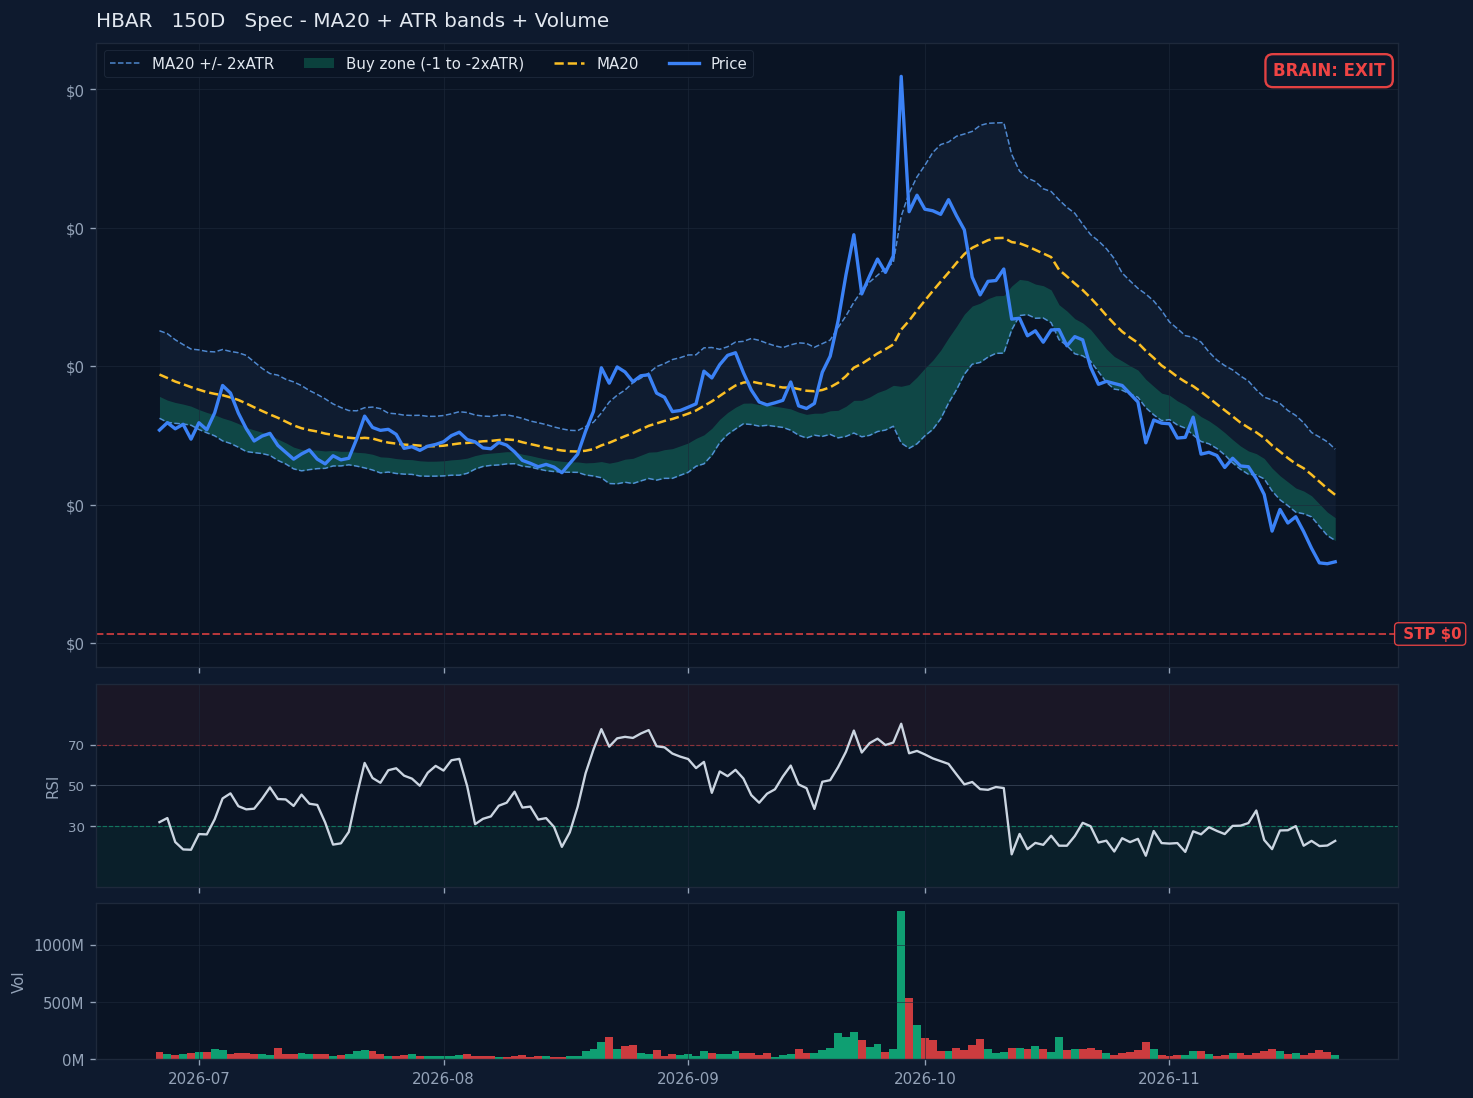 HBAR   150D   Spec - MA20 + ATR bands + Volume
MA20 +/- 2xATR
Buy zone (-1 to -2xATR)
MA20
Price
BRAIN: EXIT
$0
$0
$0
$0
$0
STP $0
RSI
70
50
30
Vol
1000M
500M
0M
2026-07
2026-08
2026-09
2026-10
2026-11